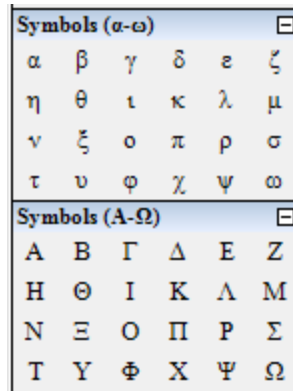 Symbols (α-ω)
α β γ δ ε ζ
η θ ι κ λ μ
ν ξ ο π ρ σ
τ υ φ χ ψ ω
Symbols (Α-Ω)
Α Β Γ Δ Ε Ζ
Η Θ Ι Κ Λ Μ
Ν Ξ Ο Π Ρ Σ
Τ Υ Φ Χ Ψ Ω